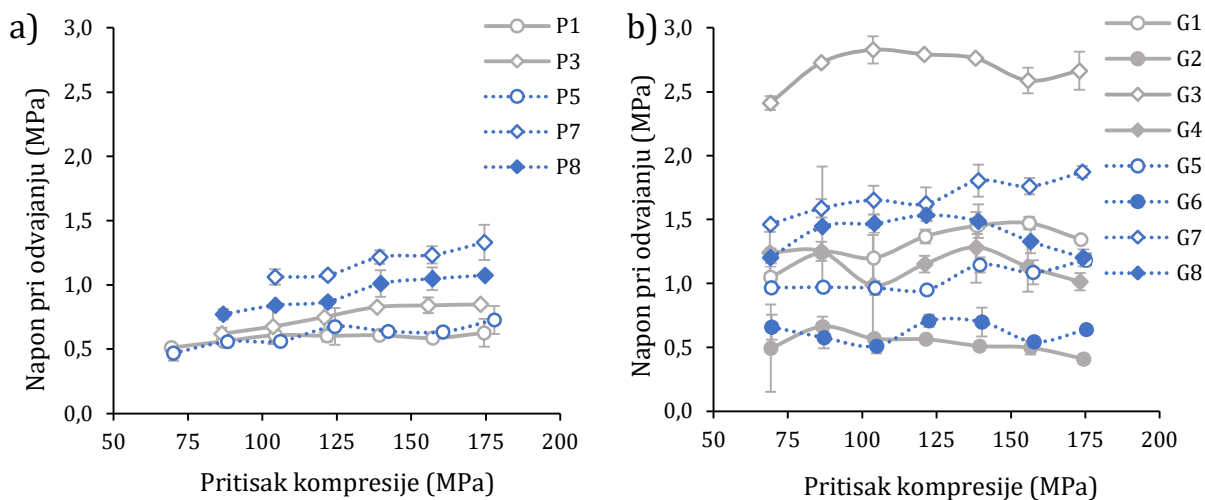 a)
Napon pri odvajanju (MPa)
3,0
2,5
2,0
1,5
1,0
0,5
0,0
50 75 100 125 150 175 200
Pritisak kompresije (MPa)
P1
P3
P5
P7
P8
b)
Napon pri odvajanju (MPa)
3,0
2,5
2,0
1,5
1,0
0,5
0,0
50 75 100 125 150 175 200
Pritisak kompresije (MPa)
G1
G2
G3
G4
G5
G6
G7
G8